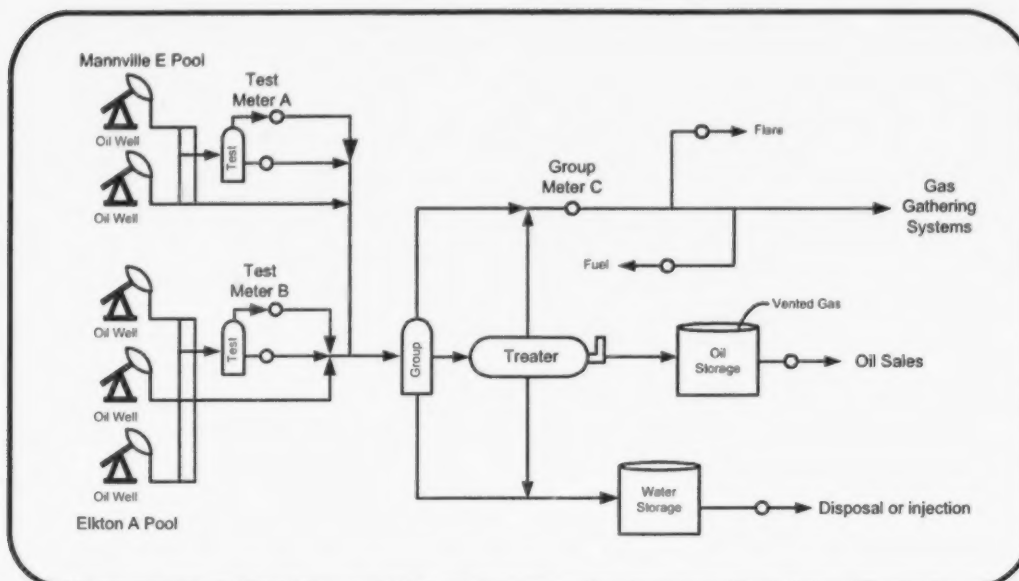 Mannville E Pool
Oil Well
Oil Well
Test
Meter A
Test
Oil Well
Oil Well
Oil Well
Elkton A Pool
Test
Meter B
Test
Group
Group
Meter C
Flare
Fuel
Gas
Gathering
Systems
Treater
Vented Gas
Oil
Storage
Oil Sales
Water
Storage
Disposal or injection